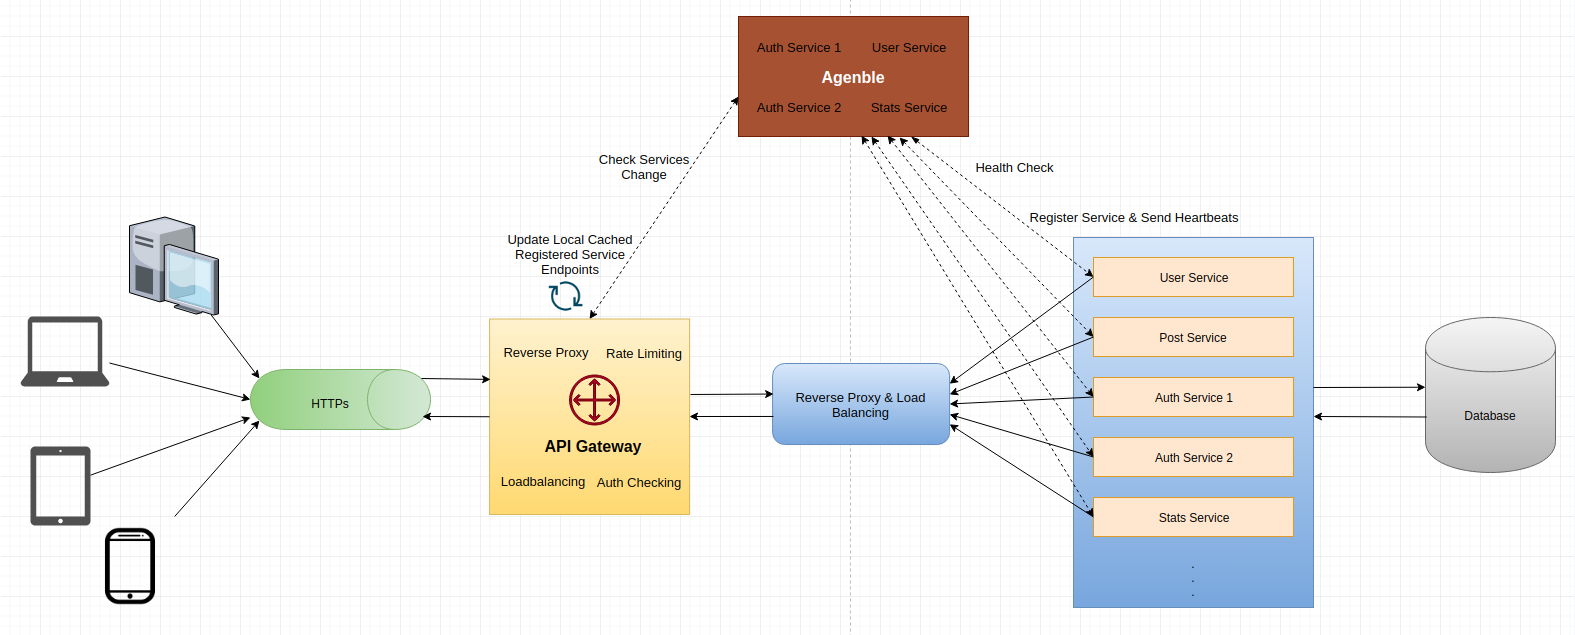 Auth Service 1
User Service
Agenble
Auth Service 2
Stats Service
Check Services
Change
Health Check
Register Service & Send Heartbeats
Update Local Cached
Registered Service
Endpoints
HTTPs
Reverse Proxy
Rate Limiting
API Gateway
Loadbalancing
Auth Checking
Reverse Proxy & Load
Balancing
User Service
Post Service
Auth Service 1
Auth Service 2
Stats Service
.
.
.
Database